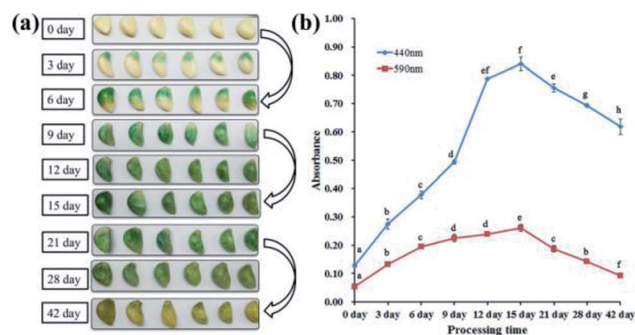 (a)
0 day
3 day
6 day
9 day
12 day
15 day
21 day
28 day
42 day
(b)
1.00
0.90
0.80
0.70
0.60
0.50
0.40
0.30
0.20
0.10
0.00
Absorbance
440nm
590nm
a b c d ef f e g h
a b c d d e c b f
0 day 3 day 6 day 9 day 12 day 15 day 21 day 28 day 42 day
Processing time